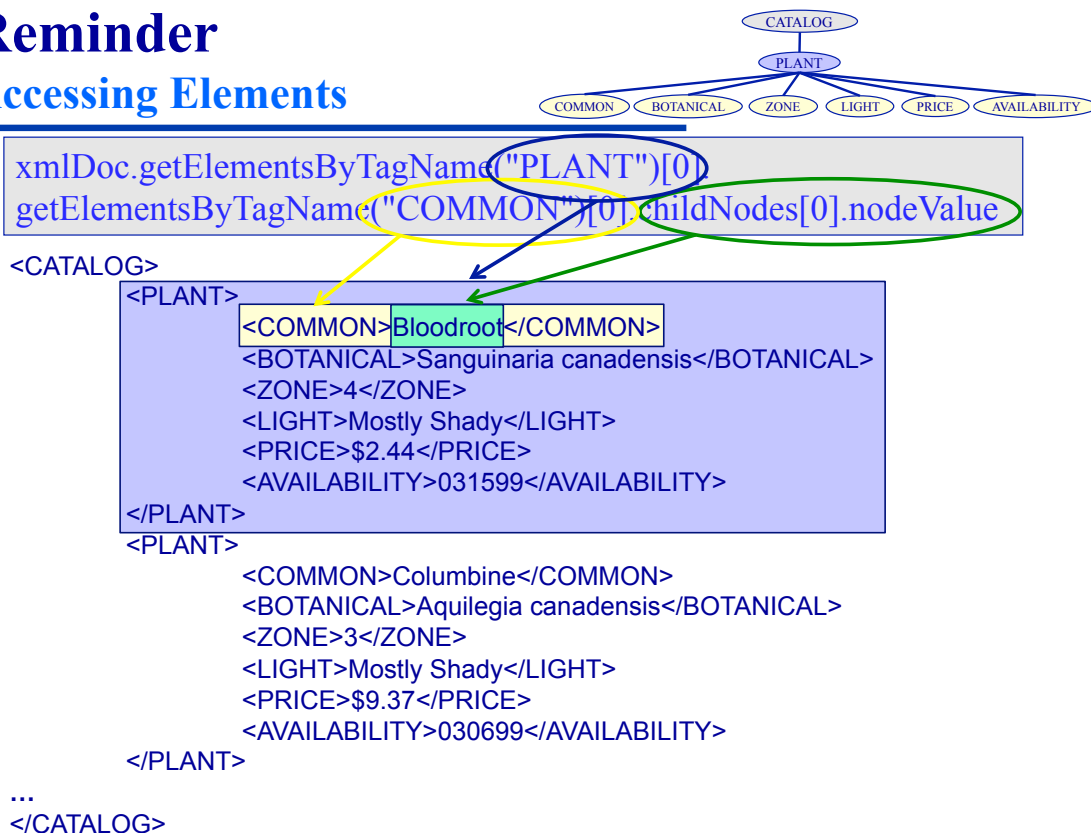 Reminder
Accessing Elements
CATALOG
PLANT
COMMON BOTANICAL ZONE LIGHT PRICE AVAILABILITY
xmlDoc.getElementsByTagName("PLANT")[0].
getElementsByTagName("COMMON")[0].childNodes[0].nodeValue
<CATALOG>
<PLANT>
<COMMON>Bloodroot</COMMON>
<BOTANICAL>Sanguinaria canadensis</BOTANICAL>
<ZONE>4</ZONE>
<LIGHT>Mostly Shady</LIGHT>
<PRICE>$2.44</PRICE>
<AVAILABILITY>031599</AVAILABILITY>
</PLANT>
<PLANT>
<COMMON>Columbine</COMMON>
<BOTANICAL>Aquilegia canadensis</BOTANICAL>
<ZONE>3</ZONE>
<LIGHT>Mostly Shady</LIGHT>
<PRICE>$9.37</PRICE>
<AVAILABILITY>030699</AVAILABILITY>
</PLANT>
...
</CATALOG>